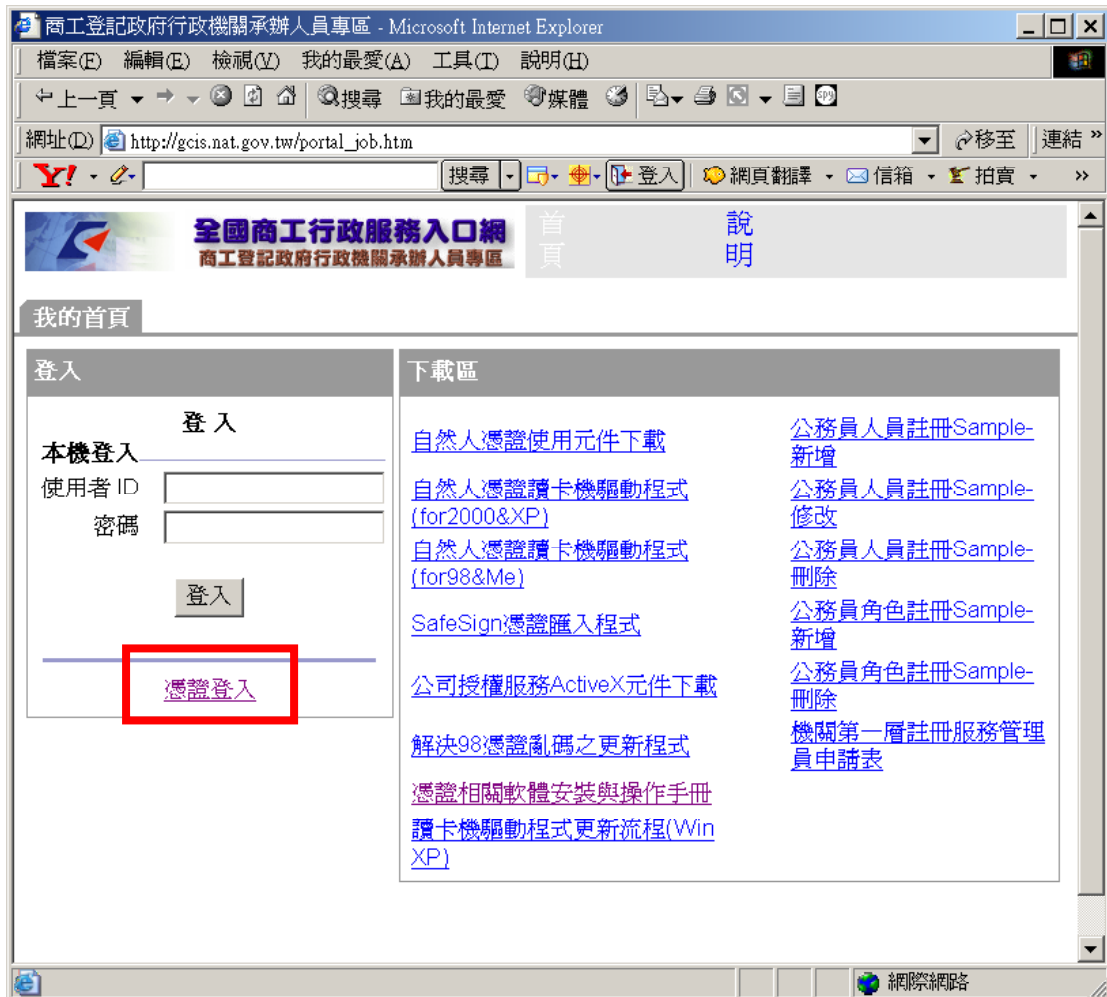 商工登記政府行政機關承辦人員專區 - Microsoft Internet Explorer
檔案(F) 編輯(E) 檢視(V) 我的最愛(A) 工具(T) 說明(H)
上一頁 搜尋 我的最愛 媒體
網址(D) http://gcis.nat.gov.tw/portal_job.htm 移至 連結 »
Y! 搜尋 登入 網頁翻譯 信箱 拍賣 »
全國商工行政服務入口網
商工登記政府行政機關承辦人員專區
首頁
說明
我的首頁
登入
登 入
本機登入
使用者 ID
密碼
登入
憑證登入
下載區
自然人憑證使用元件下載
自然人憑證讀卡機驅動程式
(for2000&XP)
自然人憑證讀卡機驅動程式
(for98&Me)
SafeSign憑證匯入程式
公司授權服務ActiveX元件下載
解決98憑證亂碼之更新程式
憑證相關軟體安裝與操作手冊
讀卡機驅動程式更新流程(Win
XP)
公務員人員註冊Sample-
新增
公務員人員註冊Sample-
修改
公務員人員註冊Sample-
刪除
公務員角色註冊Sample-
新增
公務員角色註冊Sample-
刪除
機關第一層註冊服務管理
員申請表
網際網路